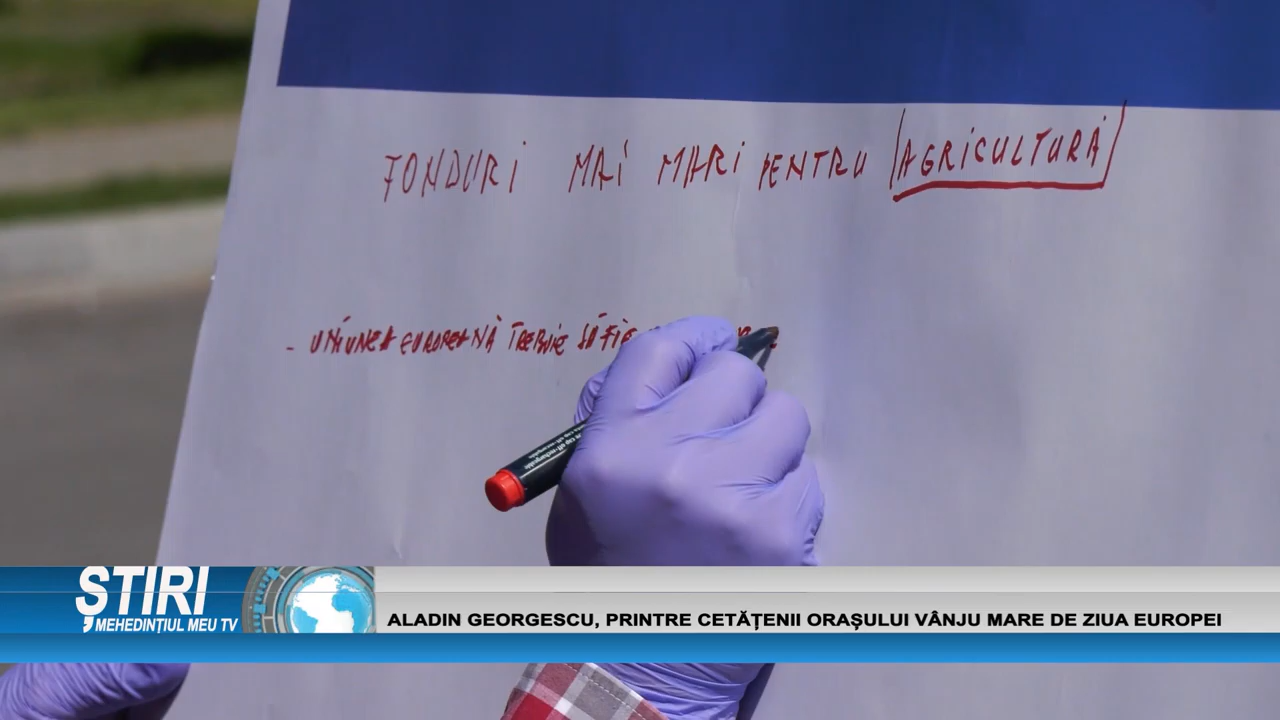 FONDURI MAI MARI PENTRU AGRICULTURĂ
- UNIUNEA EUROPEANĂ TREBUIE SĂ FIE
ȘTIRI
MEHEDINȚIUL MEU TV
ALADIN GEORGESCU, PRINTRE CETĂȚENII ORAȘULUI VÂNJU MARE DE ZIUA EUROPEI